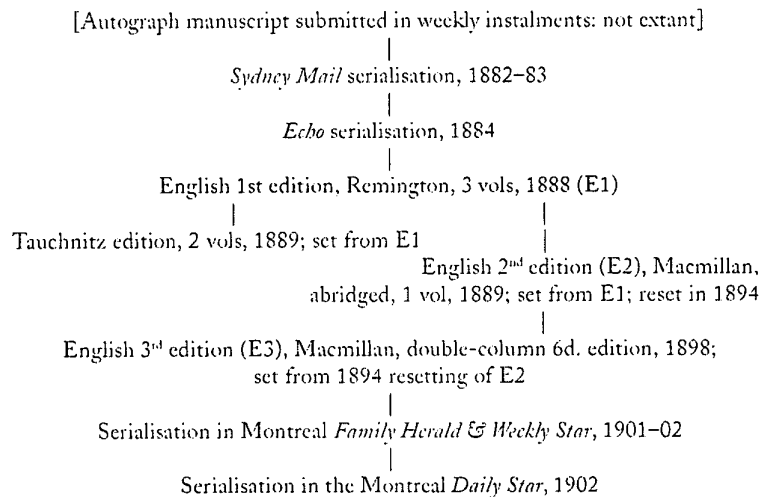 [Autograph manuscript submitted in weekly instalments: not extant]
Sydney Mail serialisation, 1882–83
Echo serialisation, 1884
English 1st edition, Remington, 3 vols, 1888 (E1)
Tauchnitz edition, 2 vols, 1889; set from E1
English 2nd edition (E2), Macmillan,
abridged, 1 vol, 1889; set from E1; reset in 1894
English 3rd edition (E3), Macmillan, double-column 6d. edition, 1898;
set from 1894 resetting of E2
Serialisation in Montreal Family Herald & Weekly Star, 1901–02
Serialisation in the Montreal Daily Star, 1902